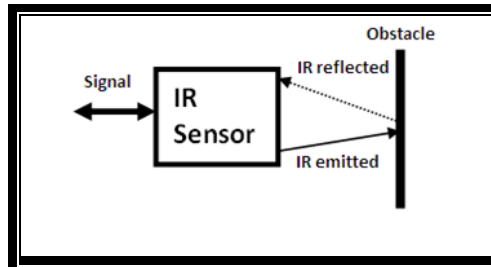 Obstacle
IR reflected
Signal
IR
Sensor
IR emitted